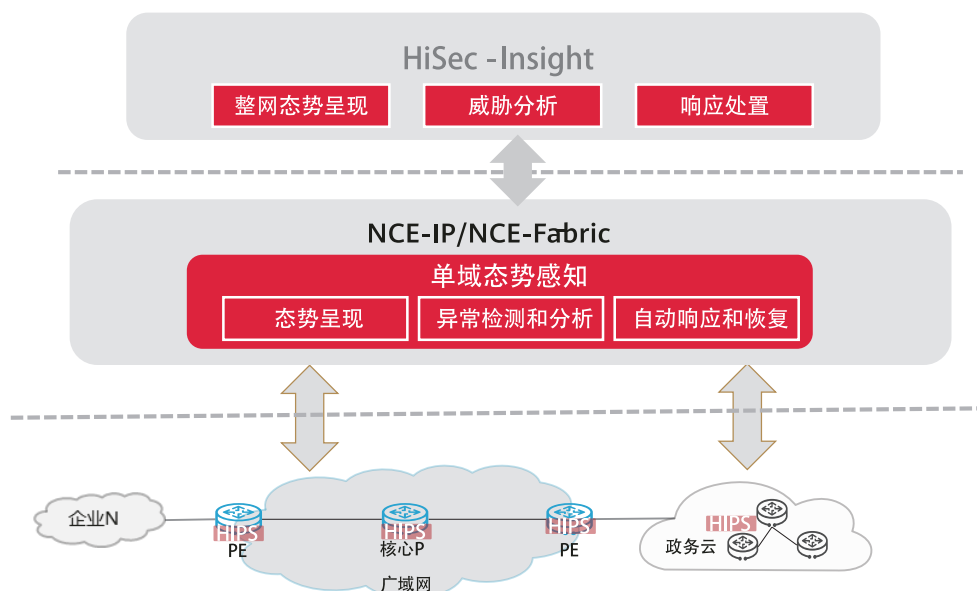 HiSec -Insight
整网态势呈现
威胁分析
响应处置
NCE-IP/NCE-Fabric
单域态势感知
态势呈现
异常检测和分析
自动响应和恢复
企业N
HIPS
PE
HIPS
核心P
HIPS
PE
HIPS
政务云
广域网